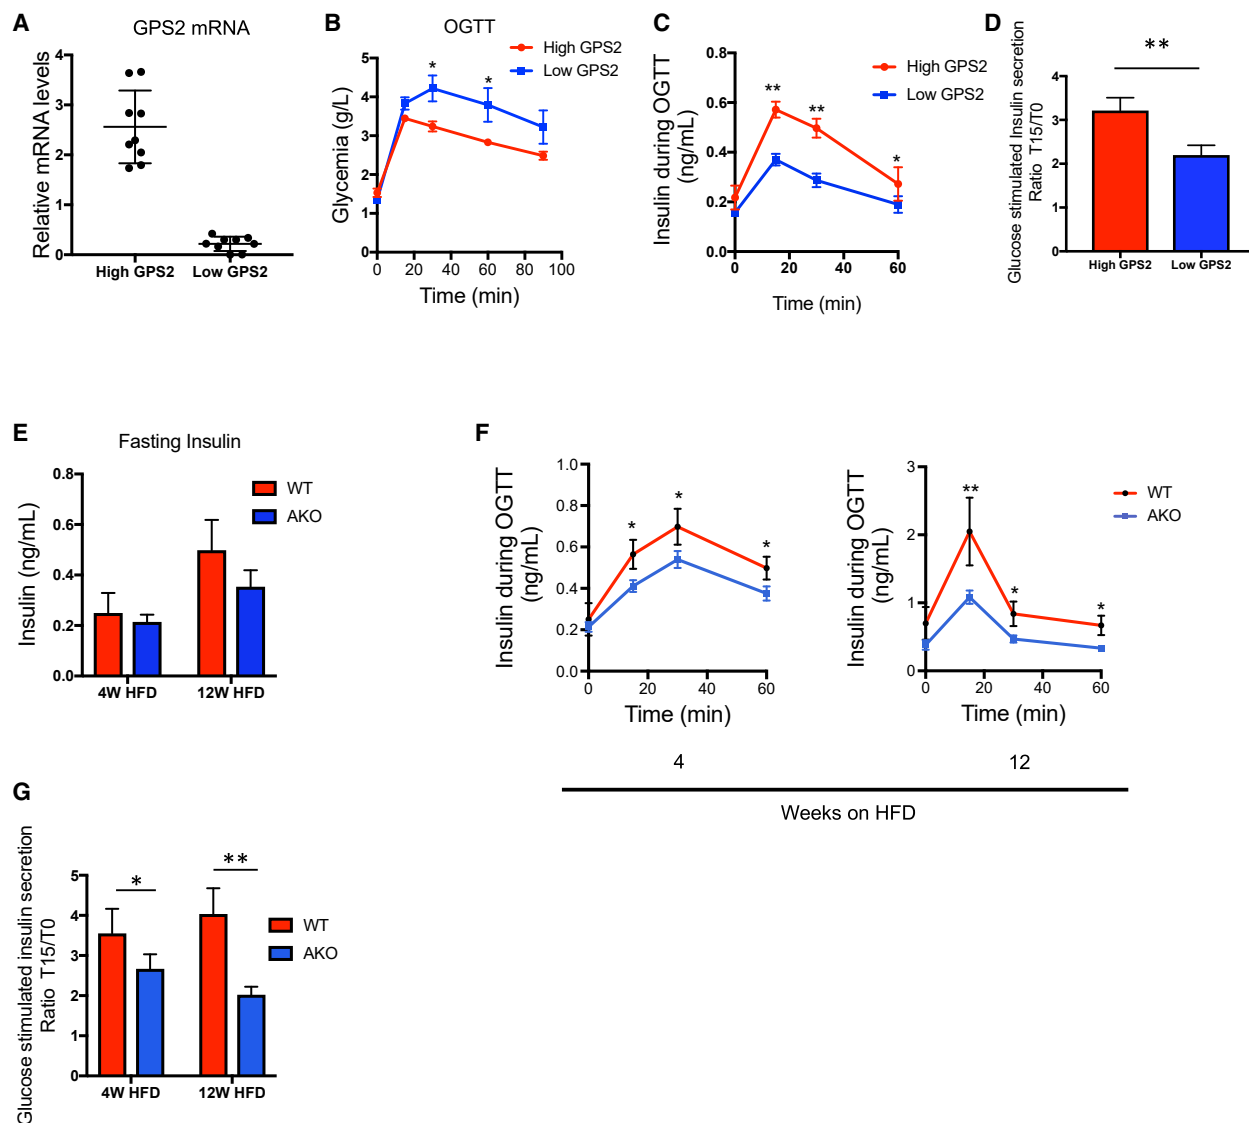 A
GPS2 mRNA
Relative mRNA levels
4
3
2
1
0
High GPS2
Low GPS2
B
OGTT
High GPS2
Low GPS2
Glycemia (g/L)
5
4
3
2
1
0
*
*
0
20
40
60
80
100
Time (min)
C
High GPS2
Low GPS2
Insulin during OGTT
(ng/mL)
0.8
0.6
0.4
0.2
0.0
**
**
*
0
20
40
60
Time (min)
D
**
Glucose stimulated Insulin secretion
Ratio T15/T0
4
3
2
1
0
High GPS2
Low GPS2
E
Fasting Insulin
WT
AKO
Insulin (ng/mL)
0.8
0.6
0.4
0.2
0.0
4W HFD
12W HFD
F
Insulin during OGTT
(ng/mL)
1.0
0.8
0.6
0.4
0.2
0.0
*
*
*
0
20
40
60
Time (min)
Insulin during OGTT
(ng/mL)
3
2
1
0
**
*
*
0
20
40
60
Time (min)
WT
AKO
4
12
Weeks on HFD
G
Glucose stimulated insulin secretion
Ratio T15/T0
5
4
3
2
1
0
*
**
WT
AKO
4W HFD
12W HFD